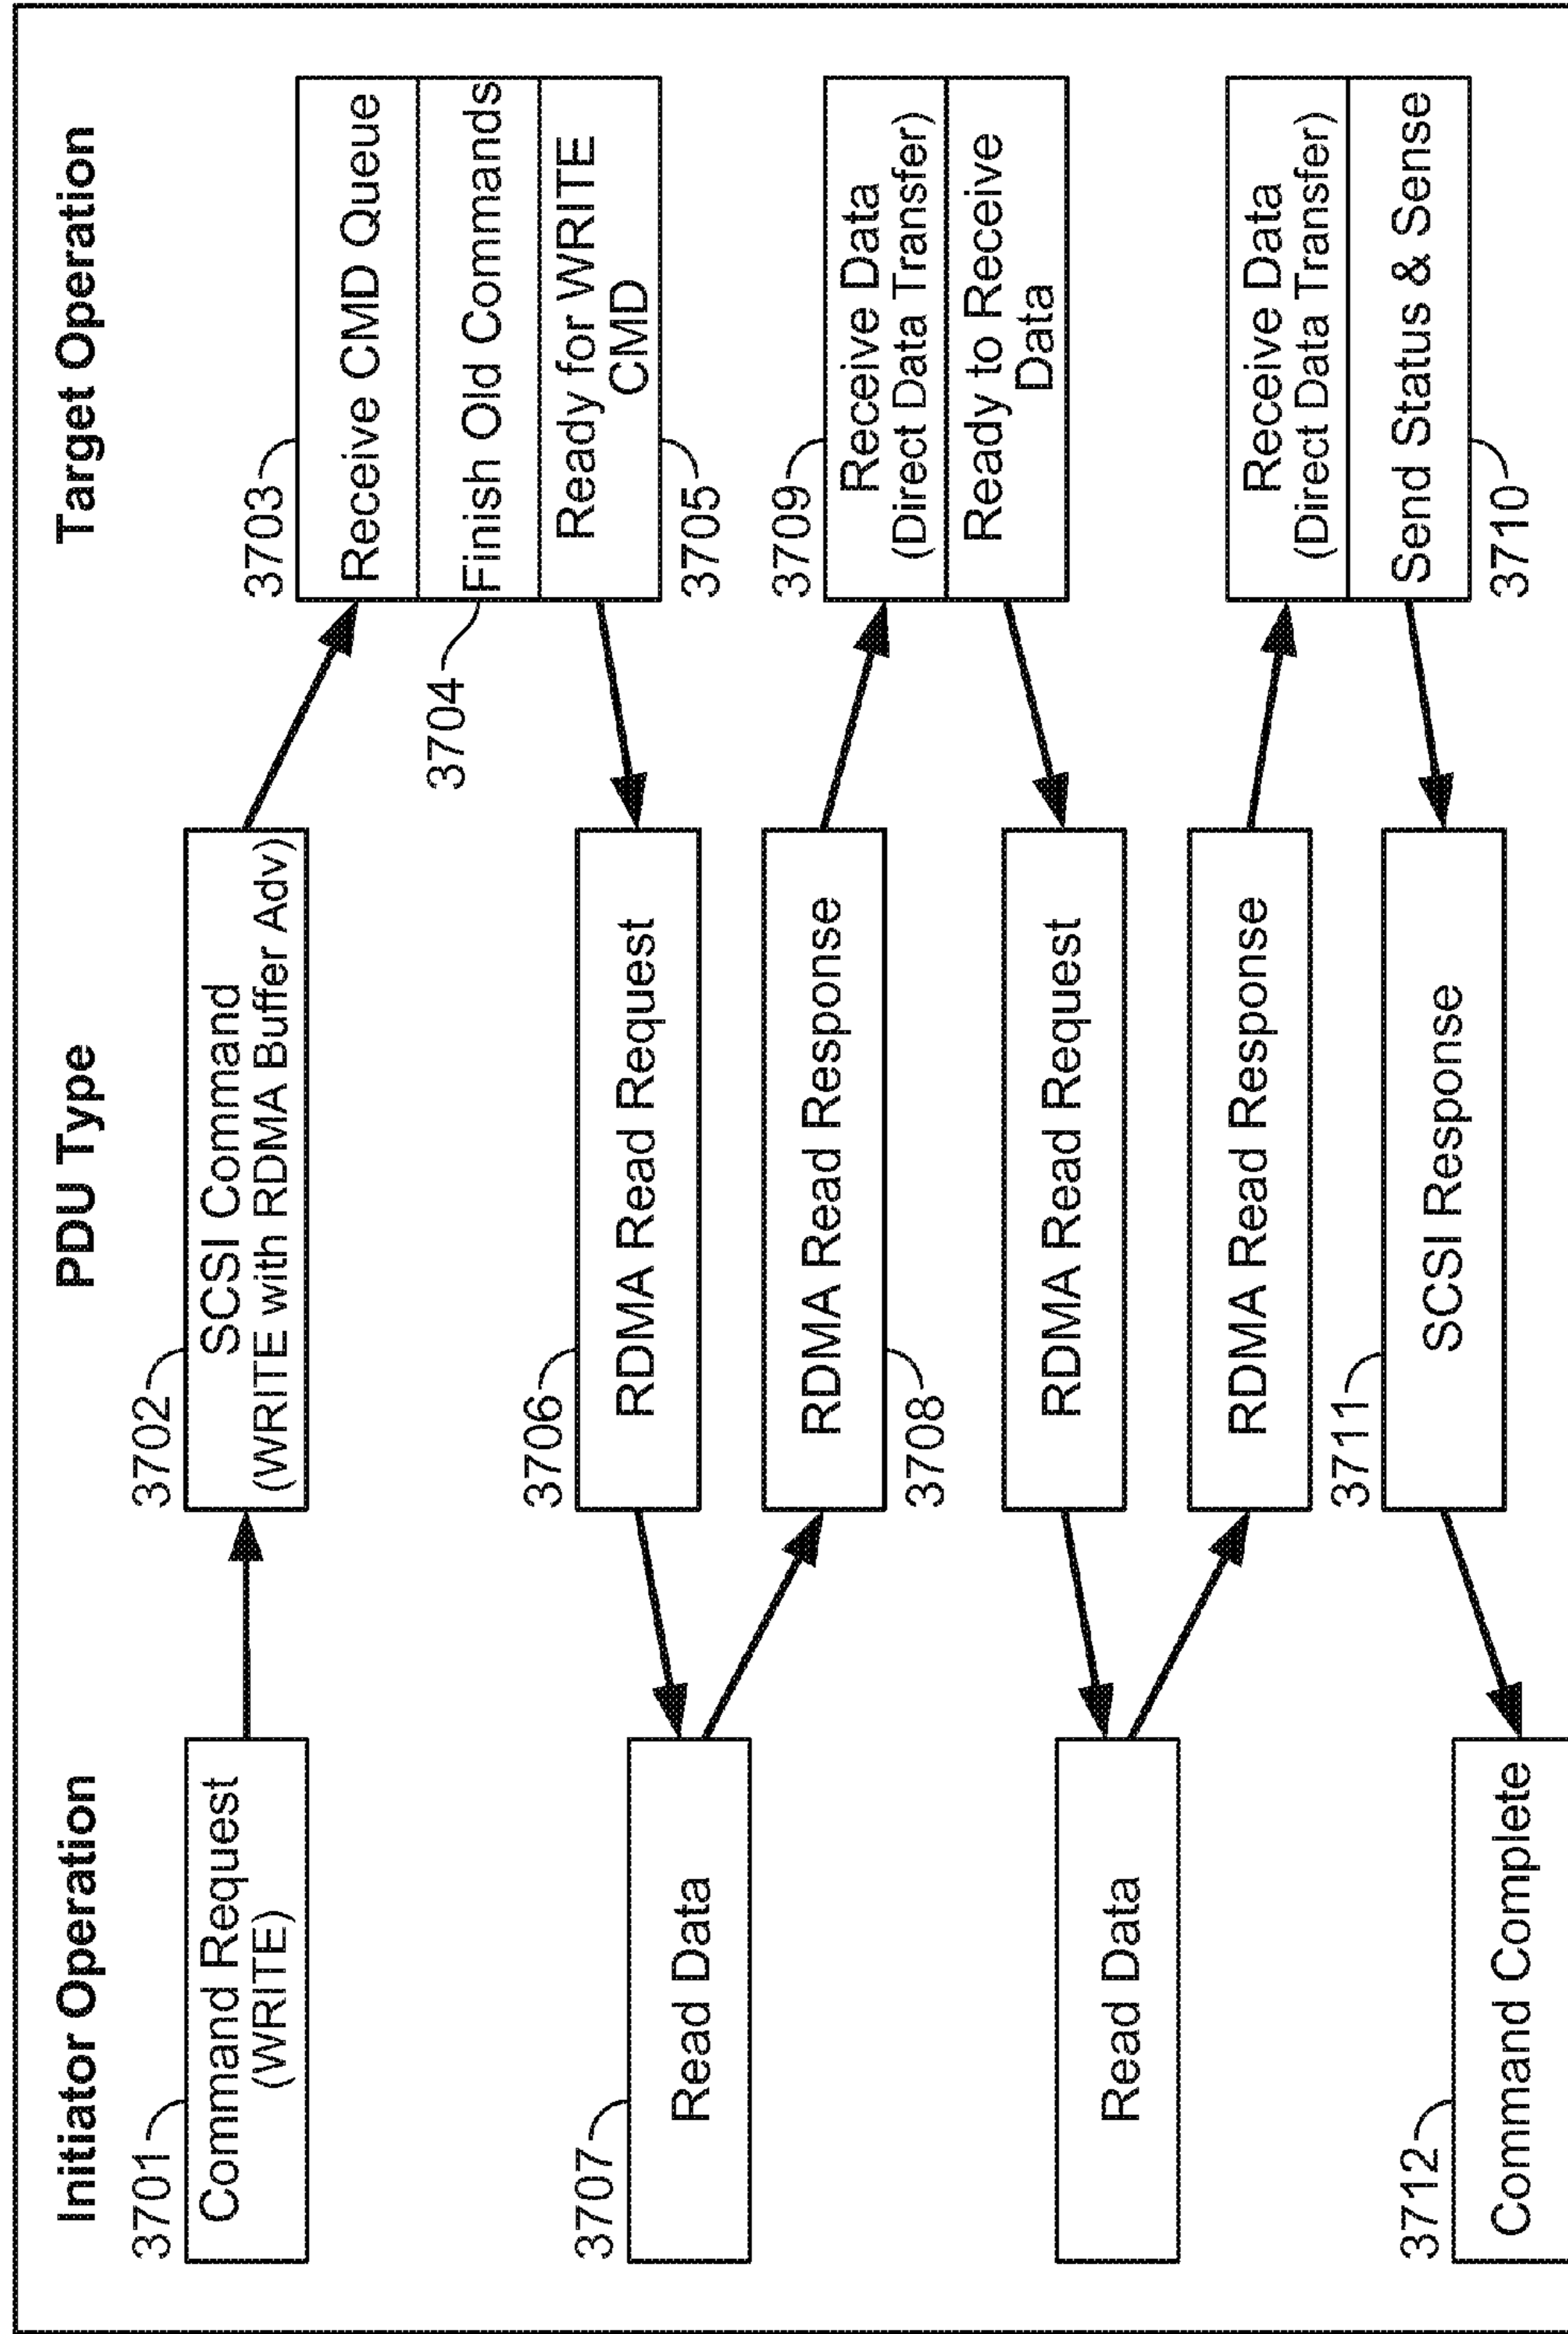 Initiator Operation
PDU Type
Target Operation
3701
Command Request
(WRITE)
3702
SCSI Command
(WRITE with RDMA Buffer Adv)
3703
Receive CMD Queue
3704
Finish Old Commands
Ready for WRITE
CMD
3705
3706
RDMA Read Request
3707
Read Data
RDMA Read Response
3708
3709
Receive Data
(Direct Data Transfer)
Ready to Receive
Data
RDMA Read Request
Read Data
RDMA Read Response
Receive Data
(Direct Data Transfer)
Send Status & Sense
3710
3711
SCSI Response
3712
Command Complete